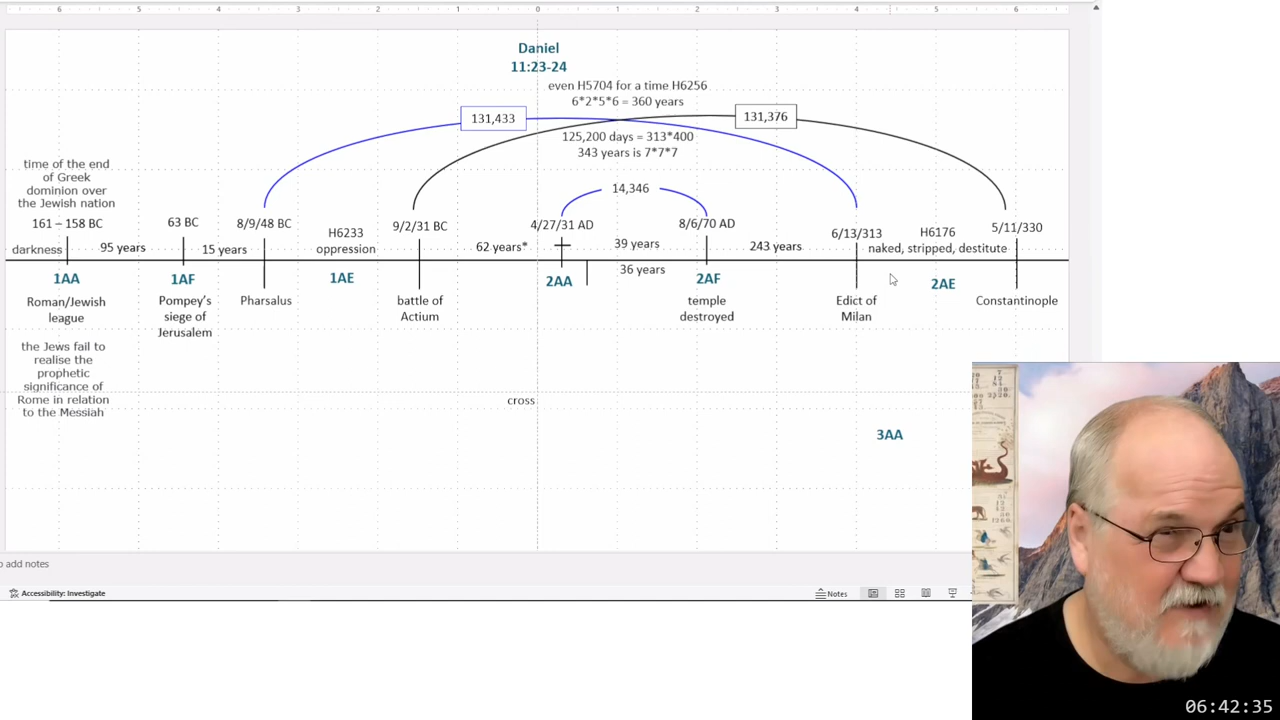 6 5 4 3 2 1 0 1 2 3 4 5 6
Daniel
11:23-24
even H5704 for a time H6256
6*2*5*6 = 360 years
131,433
131,376
125,200 days = 313*400
343 years is 7*7*7
time of the end
of Greek
dominion over
the Jewish nation
14,346
161 – 158 BC
63 BC
8/9/48 BC
9/2/31 BC
4/27/31 AD
8/6/70 AD
6/13/313
5/11/330
darkness
95 years
15 years
H6233
oppression
62 years*
39 years
243 years
H6176
naked, stripped, destitute
36 years
1AA
1AF
1AE
2AA
2AF
2AE
Roman/Jewish
league
Pompey's
siege of
Jerusalem
Pharsalus
battle of
Actium
temple
destroyed
Edict of
Milan
Constantinople
the Jews fail to
realise the
prophetic
significance of
Rome in relation
to the Messiah
cross
3AA
add notes
Accessibility: Investigate
Notes
06:42:35